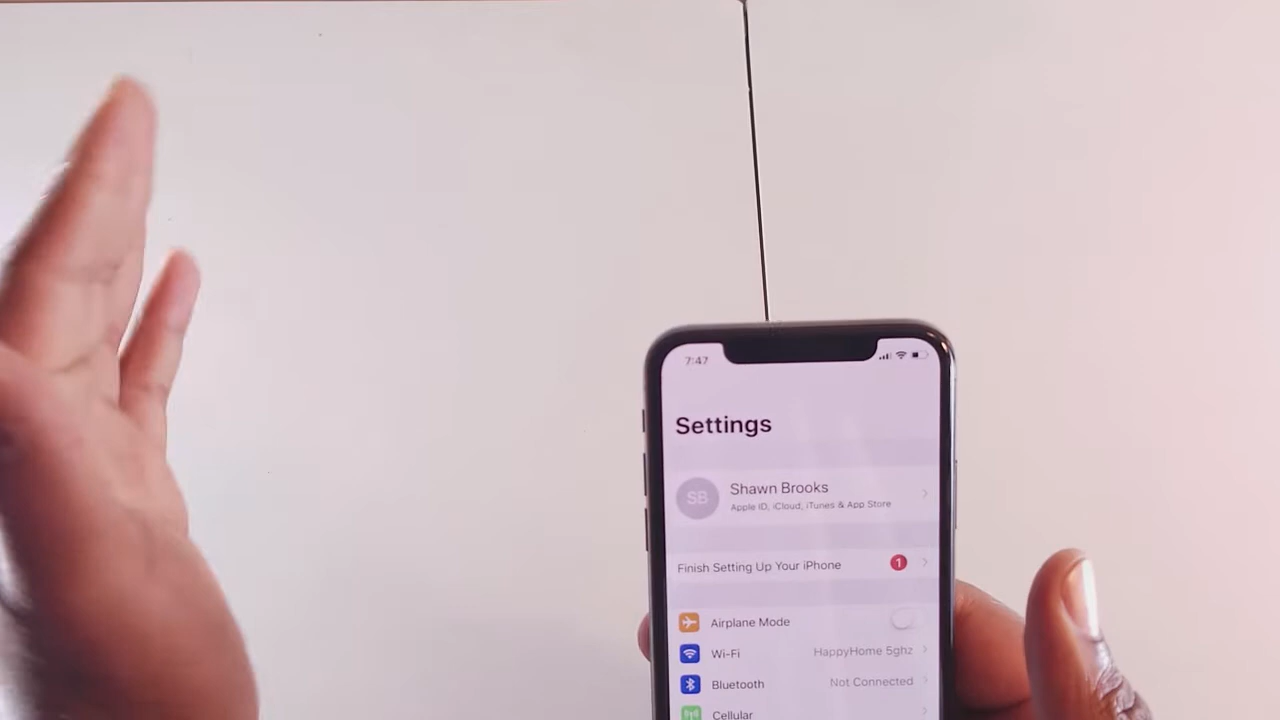 7:47
Settings
SB
Shawn Brooks
Apple ID, iCloud, iTunes & App Store
Finish Setting Up Your iPhone 1
Airplane Mode
Wi-Fi HappyHome 5ghz
Bluetooth Not Connected
Cellular